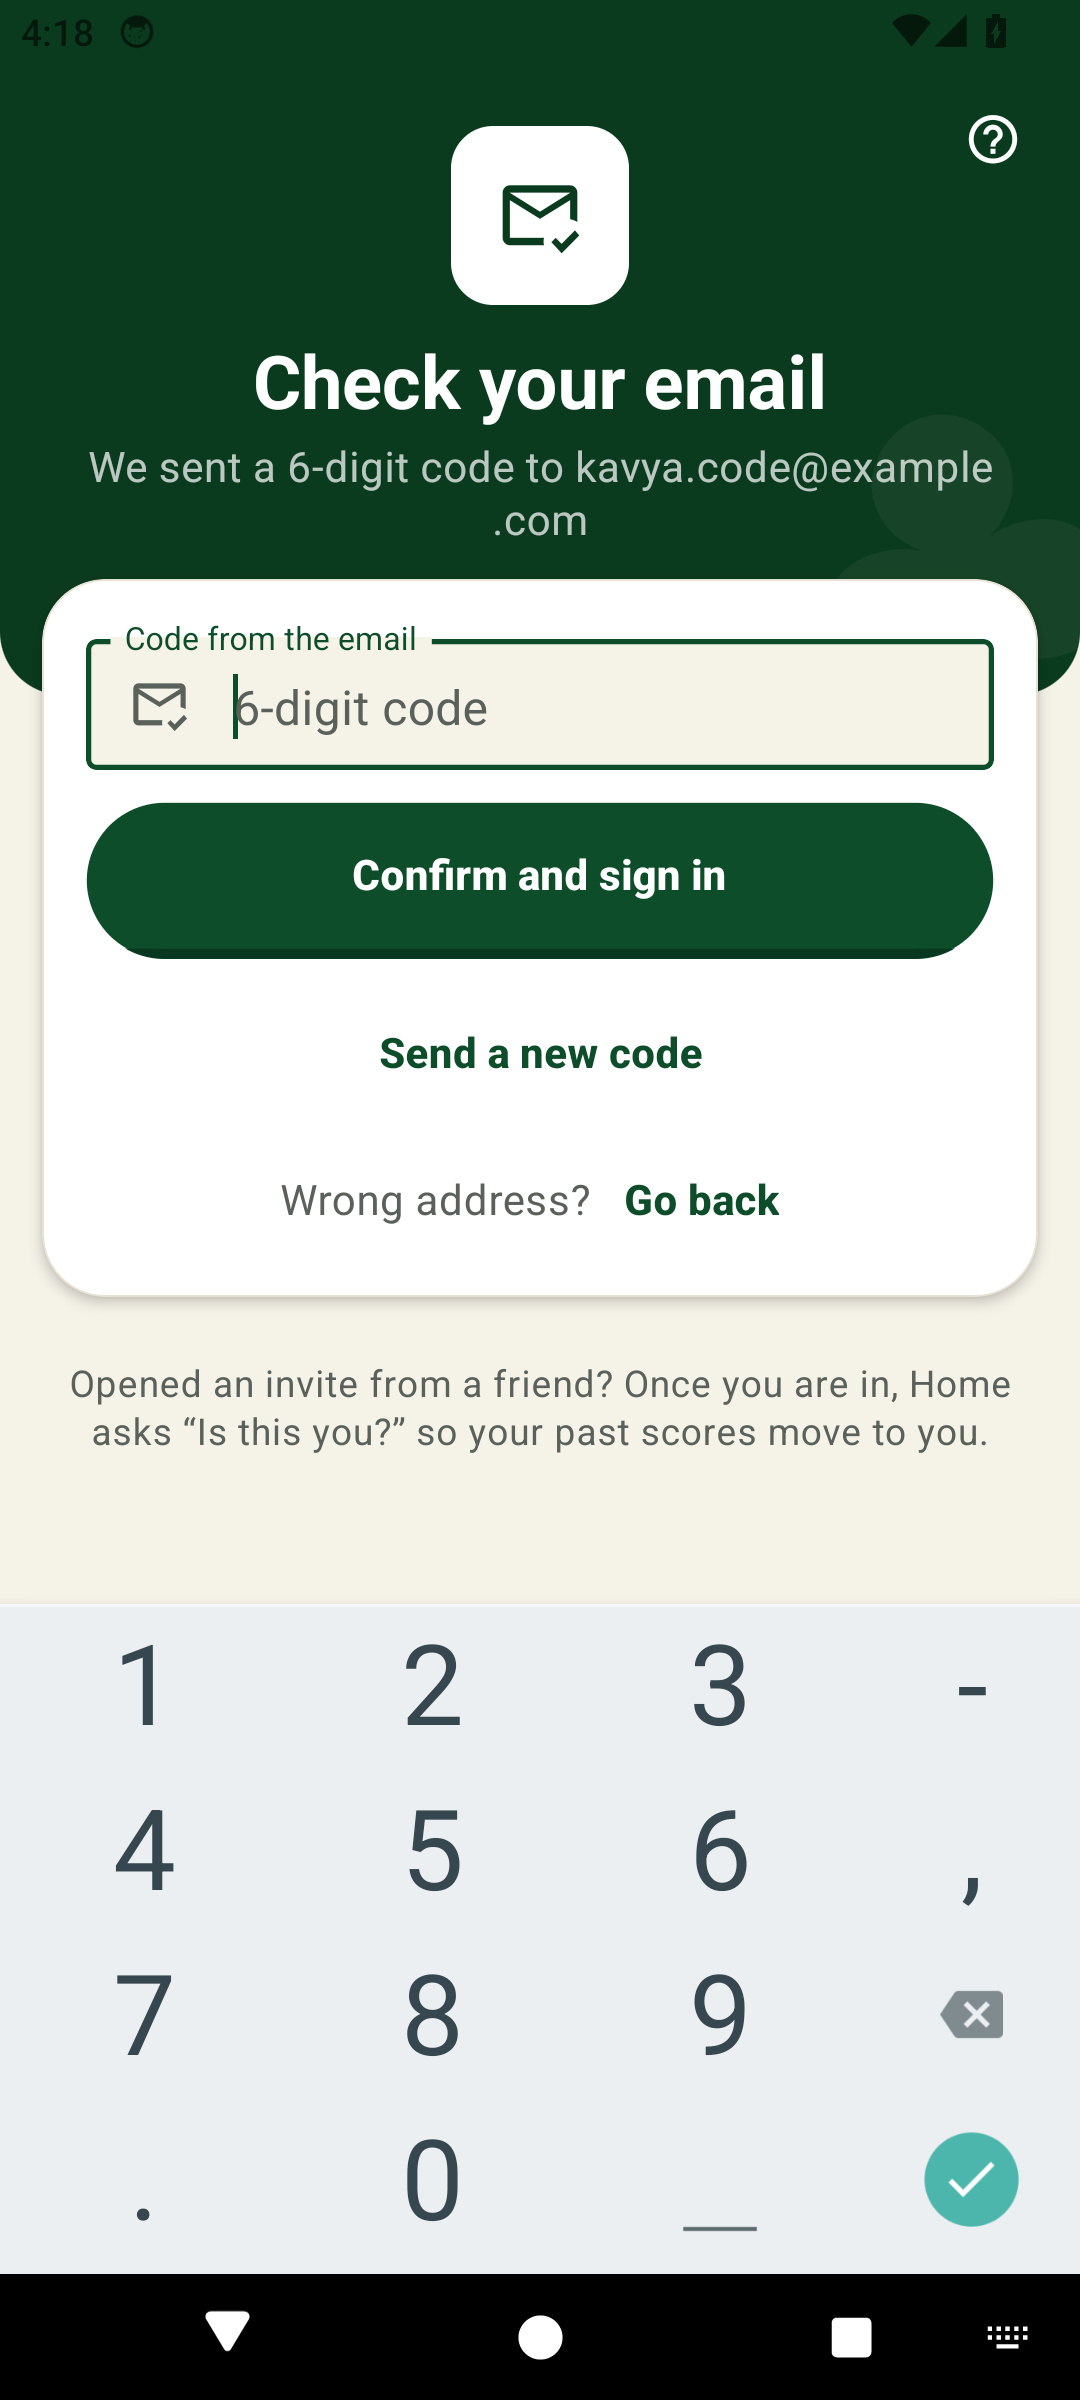 4:18
Check your email
We sent a 6-digit code to kavya.code@example
.com
Code from the email
6-digit code
Confirm and sign in
Send a new code
Wrong address? Go back
Opened an invite from a friend? Once you are in, Home
asks “Is this you?” so your past scores move to you.
1 2 3 -
4 5 6 ,
7 8 9
. 0 _